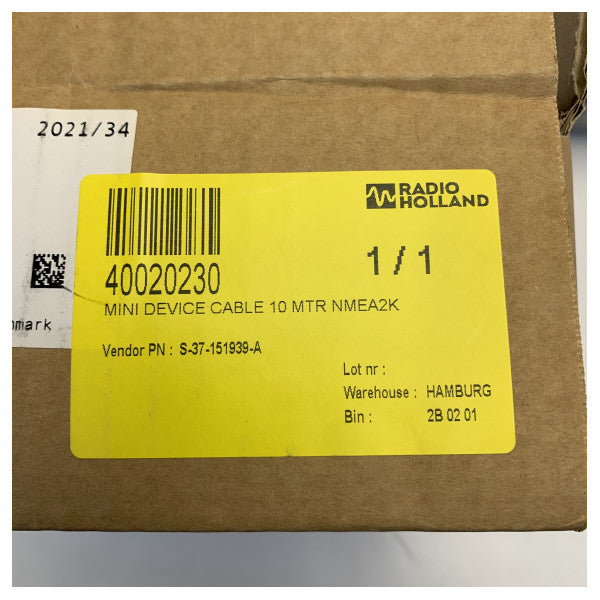 2021/34
RADIO
HOLLAND
40020230
1 / 1
MINI DEVICE CABLE 10 MTR NMEA2K
Vendor PN : S-37-151939-A
Lot nr :
Warehouse : HAMBURG
Bin : 2B 02 01